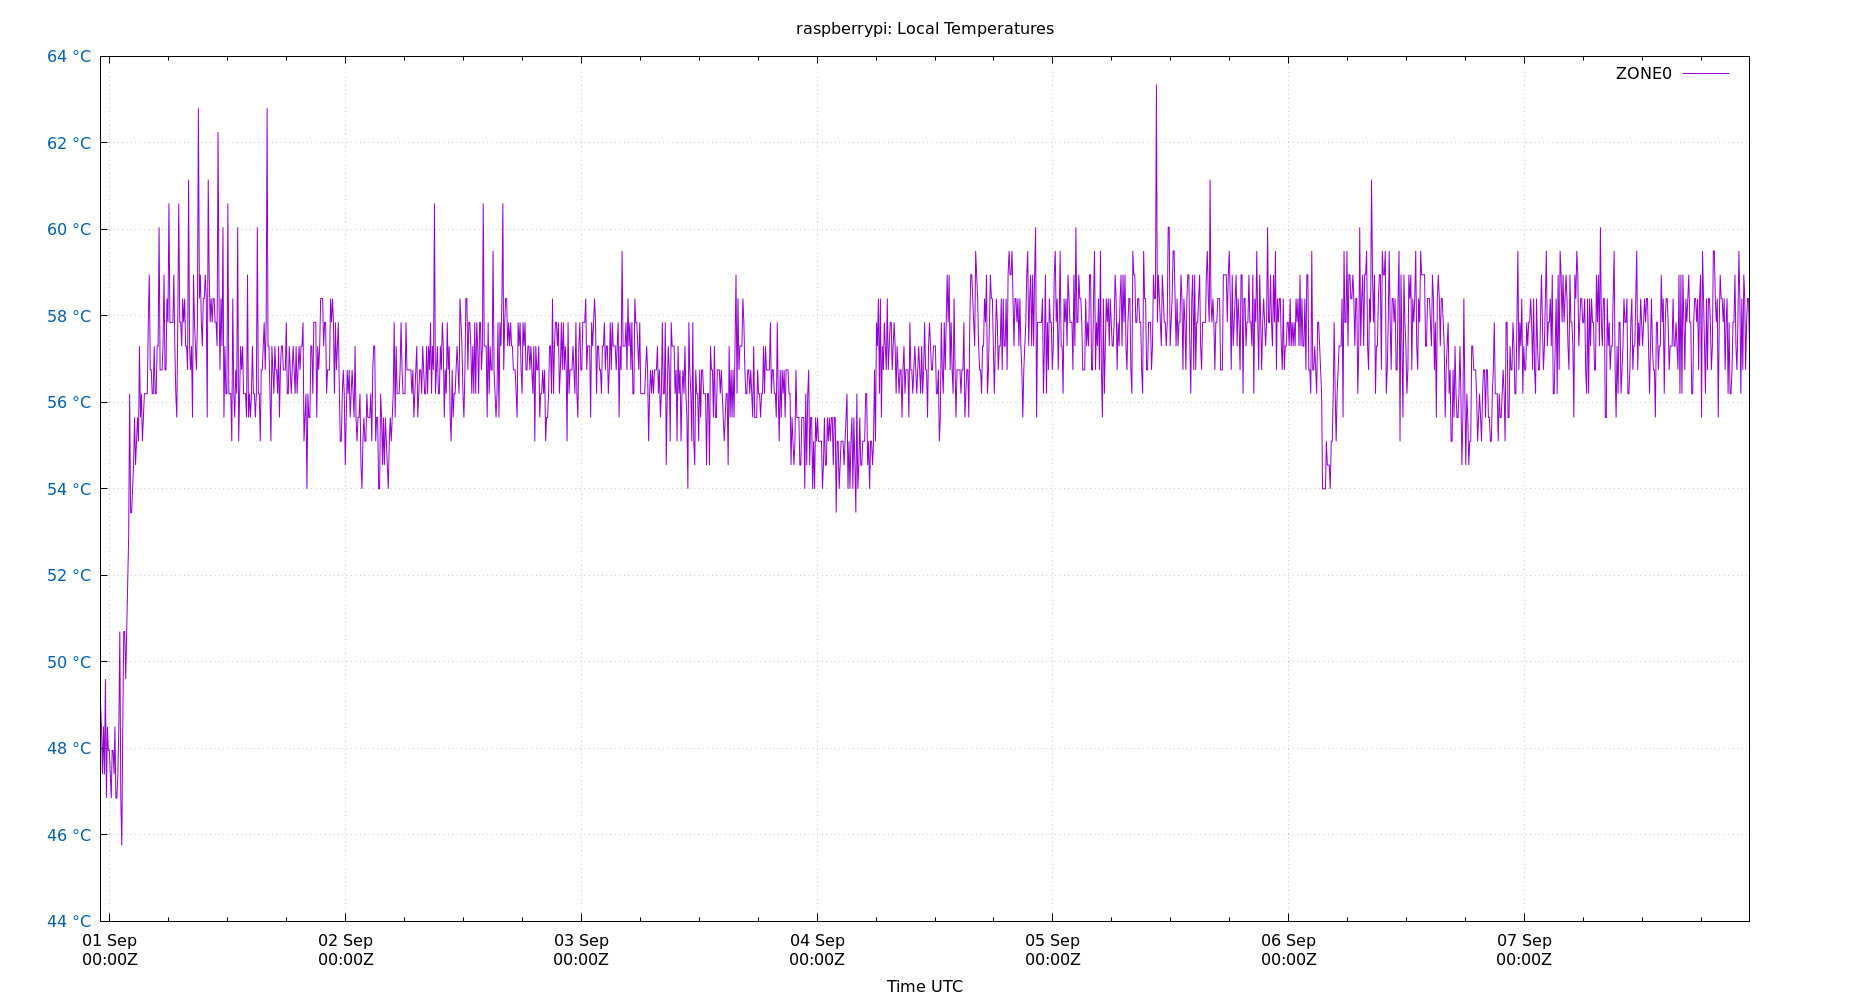 raspberrypi: Local Temperatures
64 °C
ZONE0
62 °C
60 °C
58 °C
56 °C
54 °C
52 °C
50 °C
48 °C
46 °C
44 °C
01 Sep 02 Sep 03 Sep 04 Sep 05 Sep 06 Sep 07 Sep
00:00Z 00:00Z 00:00Z 00:00Z 00:00Z 00:00Z 00:00Z
Time UTC